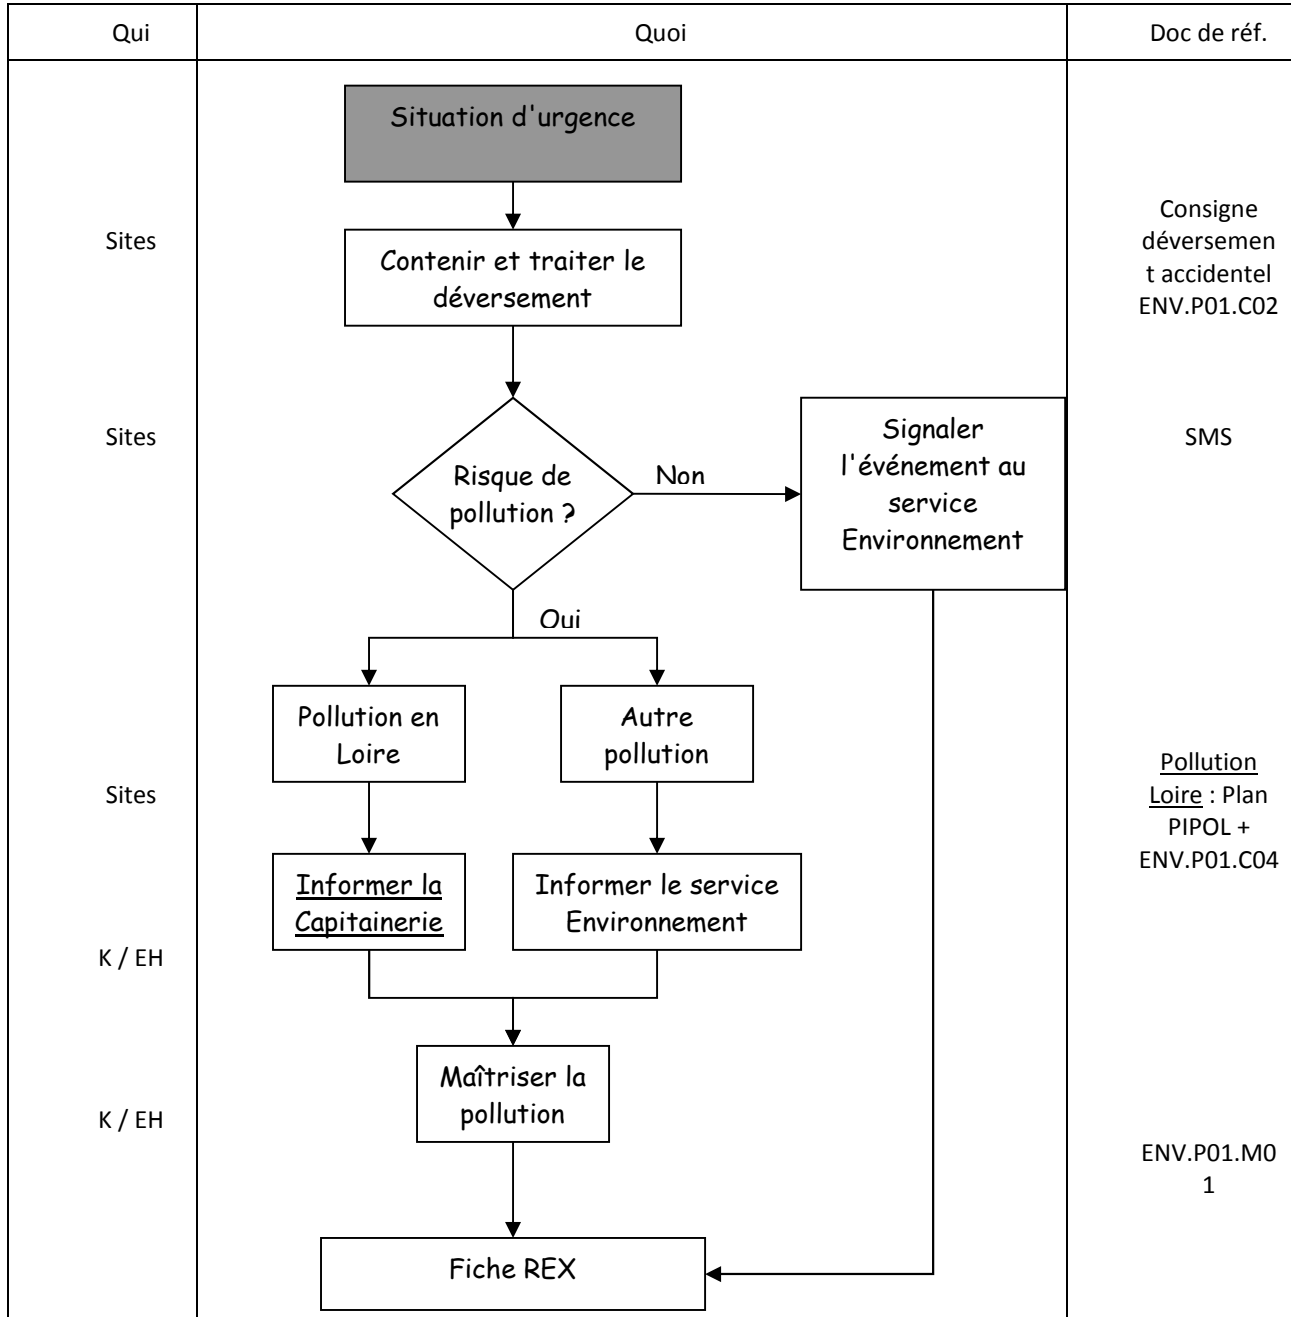 Qui
Quoi
Doc de réf.
Situation d'urgence
Sites
Contenir et traiter le
déversement
Consigne
déversemen
t accidentel
ENV.P01.C02
Sites
Risque de
pollution ?
Non
Signaler
l'événement au
service
Environnement
SMS
Oui
Pollution en
Loire
Autre
pollution
Sites
Pollution
Loire : Plan
PIPOL +
ENV.P01.C04
Informer la
Capitainerie
Informer le service
Environnement
K / EH
Maîtriser la
pollution
K / EH
ENV.P01.M0
1
Fiche REX